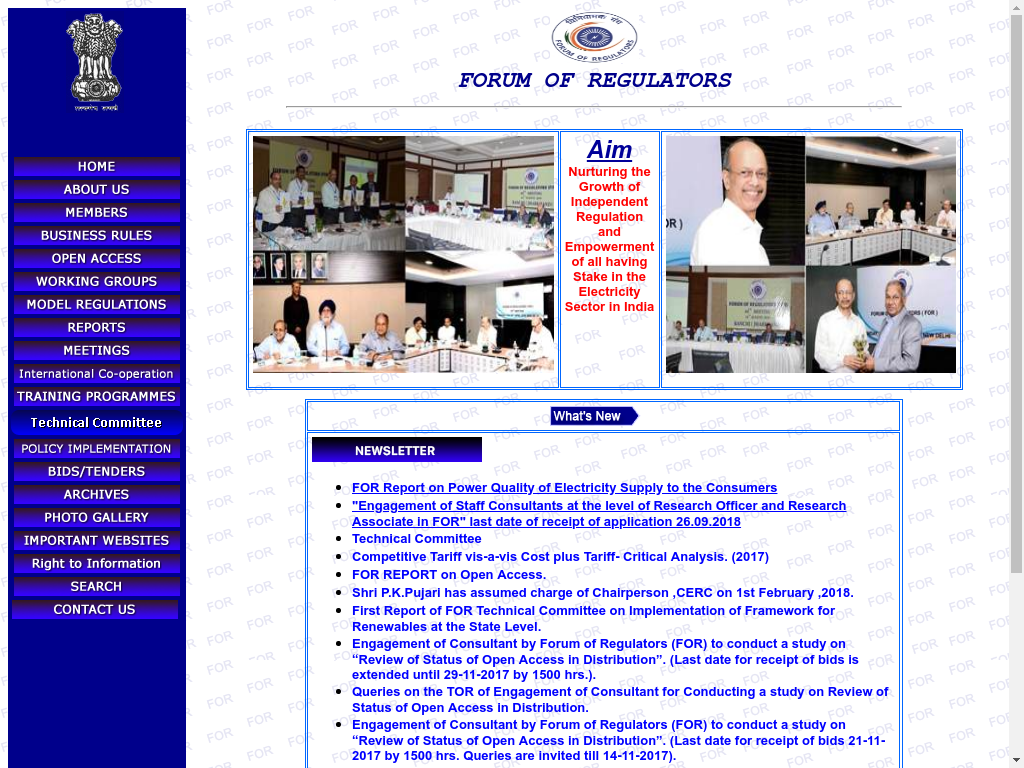 विनियामक मंच
FORUM OF REGULATORS
FORUM OF REGULATORS
HOME
ABOUT US
MEMBERS
BUSINESS RULES
OPEN ACCESS
WORKING GROUPS
MODEL REGULATIONS
REPORTS
MEETINGS
International Co-operation
TRAINING PROGRAMMES
Technical Committee
POLICY IMPLEMENTATION
BIDS/TENDERS
ARCHIVES
PHOTO GALLERY
IMPORTANT WEBSITES
Right to Information
SEARCH
CONTACT US
Aim
Nurturing the
Growth of
Independent
Regulation
and
Empowerment
of all having
Stake in the
Electricity
Sector in India
What's New
NEWSLETTER
FOR Report on Power Quality of Electricity Supply to the Consumers
"Engagement of Staff Consultants at the level of Research Officer and Research
Associate in FOR" last date of receipt of application 26.09.2018
Technical Committee
Competitive Tariff vis-a-vis Cost plus Tariff- Critical Analysis. (2017)
FOR REPORT on Open Access.
Shri P.K.Pujari has assumed charge of Chairperson ,CERC on 1st February ,2018.
First Report of FOR Technical Committee on Implementation of Framework for
Renewables at the State Level.
Engagement of Consultant by Forum of Regulators (FOR) to conduct a study on
“Review of Status of Open Access in Distribution”. (Last date for receipt of bids is
extended until 29-11-2017 by 1500 hrs.).
Queries on the TOR of Engagement of Consultant for Conducting a study on Review of
Status of Open Access in Distribution.
Engagement of Consultant by Forum of Regulators (FOR) to conduct a study on
“Review of Status of Open Access in Distribution”. (Last date for receipt of bids 21-11-
2017 by 1500 hrs. Queries are invited till 14-11-2017).